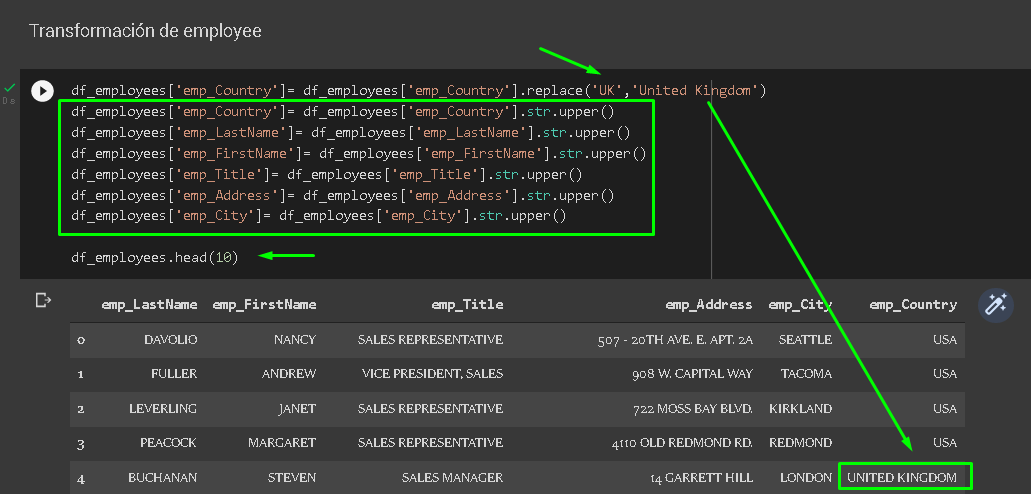 Transformación de employee
df_employees['emp_Country']= df_employees['emp_Country'].replace('UK','United Kingdom')
df_employees['emp_Country']= df_employees['emp_Country'].str.upper()
df_employees['emp_LastName']= df_employees['emp_LastName'].str.upper()
df_employees['emp_FirstName']= df_employees['emp_FirstName'].str.upper()
df_employees['emp_Title']= df_employees['emp_Title'].str.upper()
df_employees['emp_Address']= df_employees['emp_Address'].str.upper()
df_employees['emp_City']= df_employees['emp_City'].str.upper()
df_employees.head(10)
0 s
emp_LastName emp_FirstName emp_Title emp_Address emp_City emp_Country
0 DAVOLIO NANCY SALES REPRESENTATIVE 507 - 20TH AVE. E. APT. 2A SEATTLE USA
1 FULLER ANDREW VICE PRESIDENT, SALES 908 W. CAPITAL WAY TACOMA USA
2 LEVERLING JANET SALES REPRESENTATIVE 722 MOSS BAY BLVD. KIRKLAND USA
3 PEACOCK MARGARET SALES REPRESENTATIVE 4110 OLD REDMOND RD. REDMOND USA
4 BUCHANAN STEVEN SALES MANAGER 14 GARRETT HILL LONDON UNITED KINGDOM